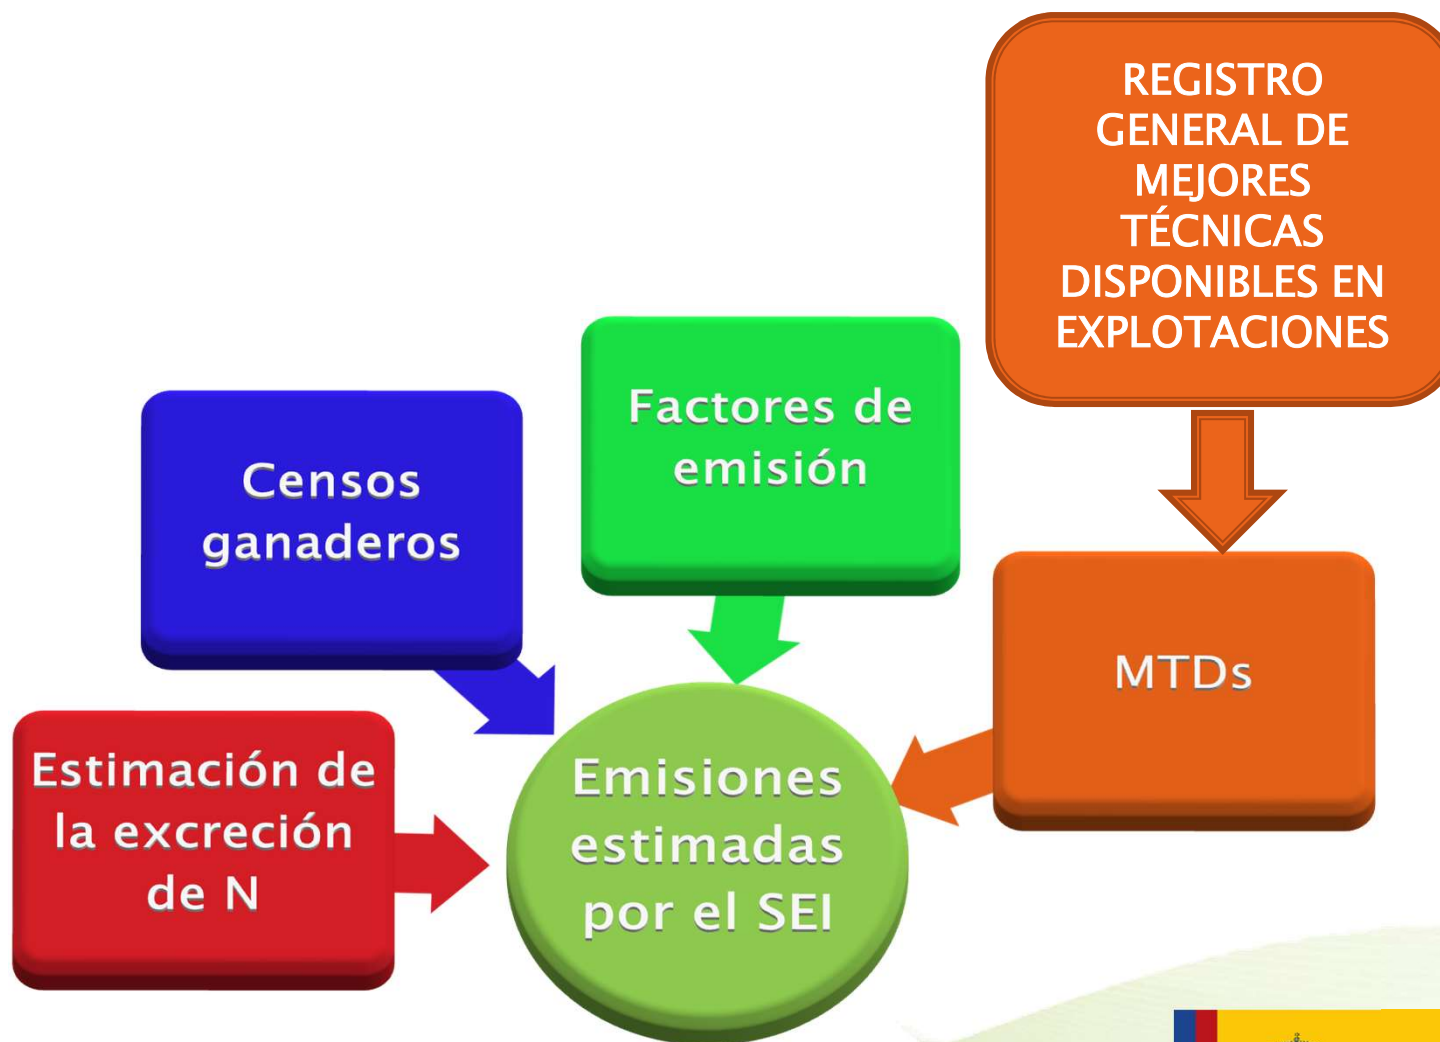 REGISTRO
GENERAL DE
MEJORES
TÉCNICAS
DISPONIBLES EN
EXPLOTACIONES
Factores de
emisión
Censos
ganaderos
MTDs
Estimación de
la excreción
de N
Emisiones
estimadas
por el SEI